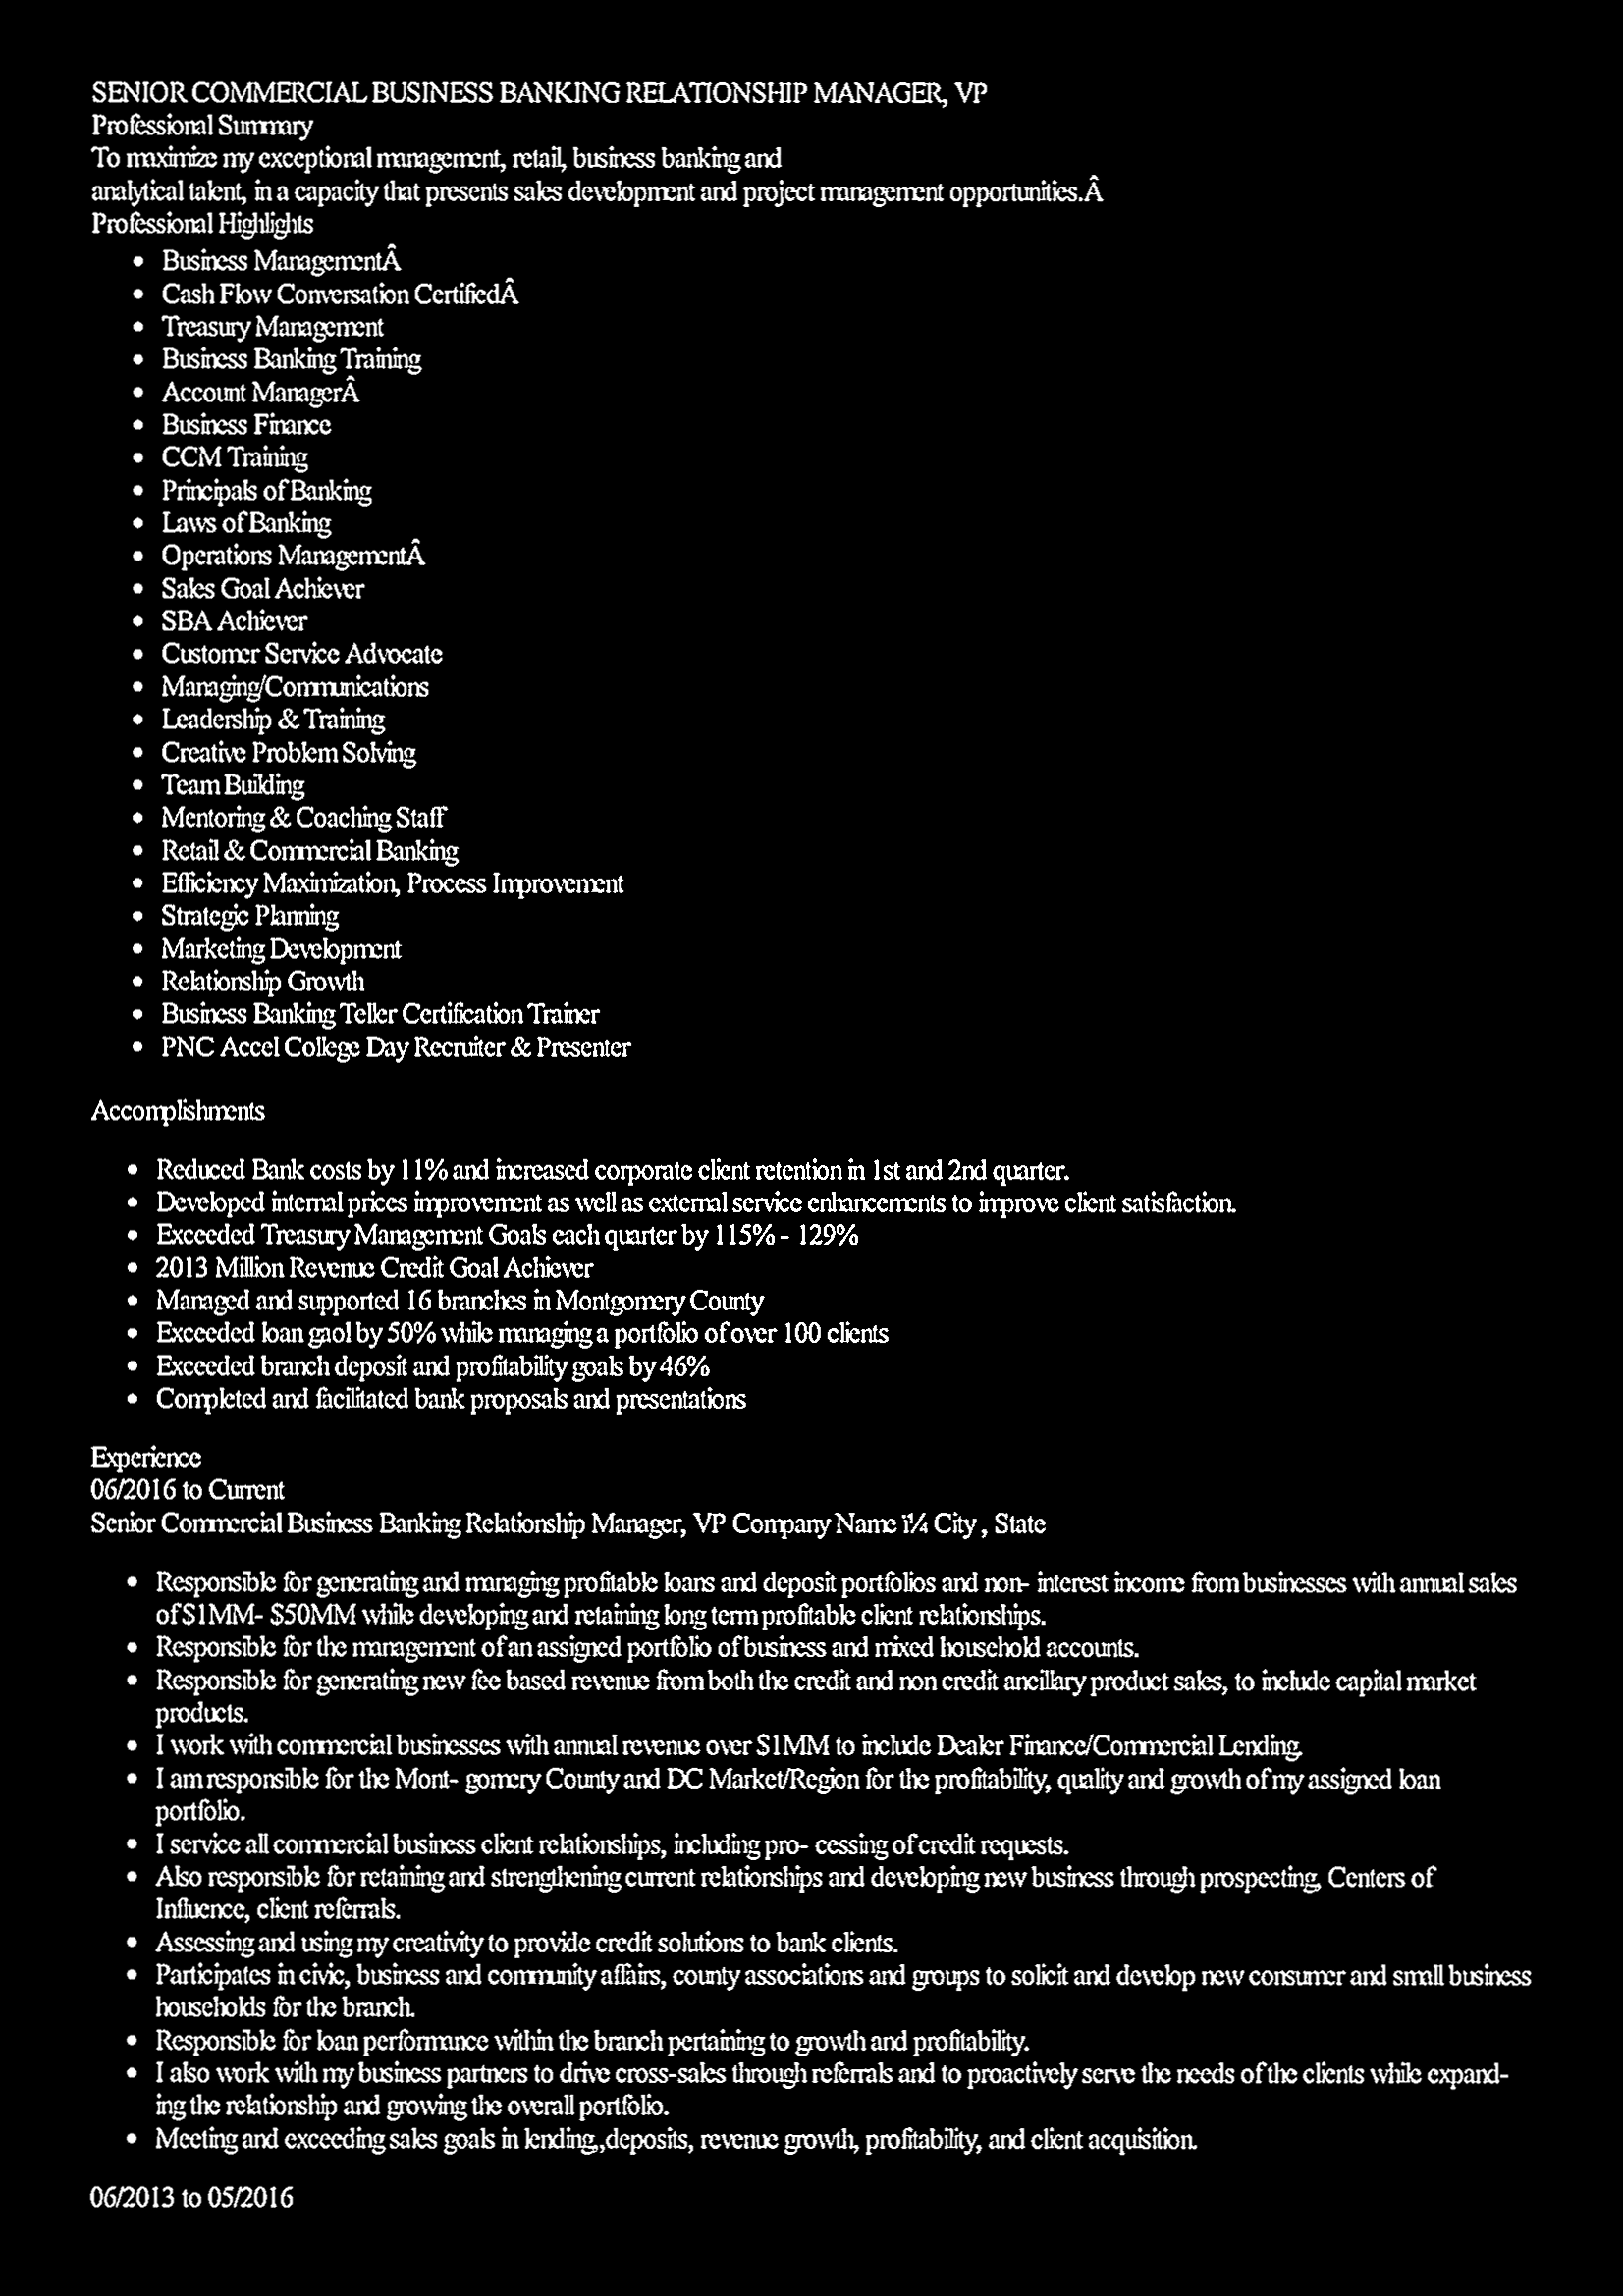 SENIOR COMMERCIAL BUSINESS BANKING RELATIONSHIP MANAGER, VP
Professional Summary
To maximize my exceptional management, retail, business banking and
analytical talent, in a capacity that presents sales development and project management opportunities.Â
Professional Highlights
• Business ManagementÂ
• Cash Flow Conversation CertifiedÂ
• Treasury Management
• Business Banking Training
• Account ManagerÂ
• Business Finance
• CCM Training
• Principals of Banking
• Laws of Banking
• Operations ManagementÂ
• Sales Goal Achiever
• SBA Achiever
• Customer Service Advocate
• Managing/Communications
• Leadership & Training
• Creative Problem Solving
• Team Building
• Mentoring & Coaching Staff
• Retail & Commercial Banking
• Efficiency Maximization, Process Improvement
• Strategic Planning
• Marketing Development
• Relationship Growth
• Business Banking Teller Certification Trainer
• PNC Accel College Day Recruiter & Presenter
Accomplishments
• Reduced Bank costs by 11% and increased corporate client retention in 1st and 2nd quarter.
• Developed internal prices improvement as well as external service enhancements to improve client satisfaction.
• Exceeded Treasury Management Goals each quarter by 115% - 129%
• 2013 Million Revenue Credit Goal Achiever
• Managed and supported 16 branches in Montgomery County
• Exceeded loan gaol by 50% while managing a portfolio of over 100 clients
• Exceeded branch deposit and profitability goals by 46%
• Completed and facilitated bank proposals and presentations
Experience
06/2016 to Current
Senior Commercial Business Banking Relationship Manager, VP Company Name ï¼ City , State
• Responsible for generating and managing profitable loans and deposit portfolios and non- interest income from businesses with annual sales
of $1MM- $50MM while developing and retaining long term profitable client relationships.
• Responsible for the management of an assigned portfolio of business and mixed household accounts.
• Responsible for generating new fee based revenue from both the credit and non credit ancillary product sales, to include capital market
products.
• I work with commercial businesses with annual revenue over $1MM to include Dealer Finance/Commercial Lending.
• I am responsible for the Mont- gomery County and DC Market/Region for the profitability, quality and growth of my assigned loan
portfolio.
• I service all commercial business client relationships, including pro- cessing of credit requests.
• Also responsible for retaining and strengthening current relationships and developing new business through prospecting, Centers of
Influence, client referrals.
• Assessing and using my creativity to provide credit solutions to bank clients.
• Participates in civic, business and community affairs, county associations and groups to solicit and develop new consumer and small business
households for the branch.
• Responsible for loan performance within the branch pertaining to growth and profitability.
• I also work with my business partners to drive cross-sales through referrals and to proactively serve the needs of the clients while expand-
ing the relationship and growing the overall portfolio.
• Meeting and exceeding sales goals in lending,,deposits, revenue growth, profitability, and client acquisition.
06/2013 to 05/2016